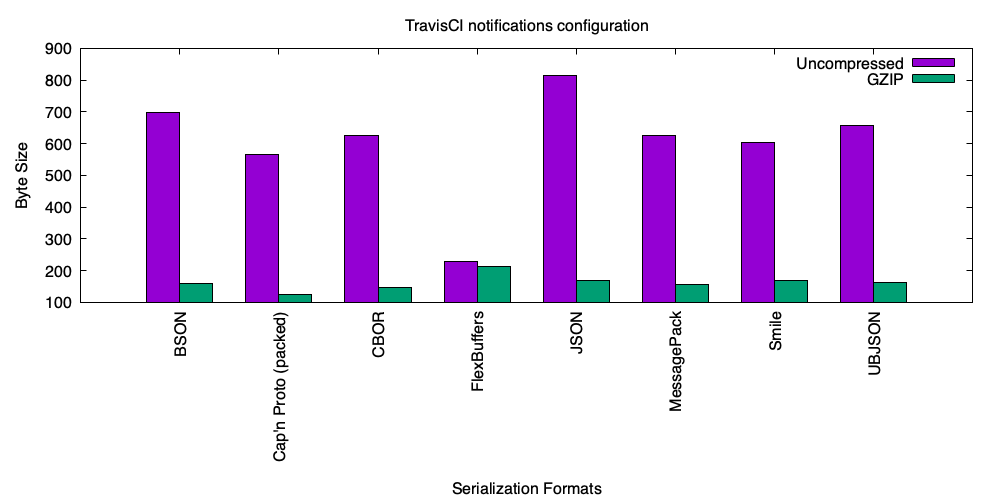 TravisCI notifications configuration
900
800
700
600
500
400
300
200
100
Byte Size
Uncompressed
GZIP
BSON
Cap'n Proto (packed)
CBOR
FlexBuffers
JSON
MessagePack
Smile
UBJSON
Serialization Formats